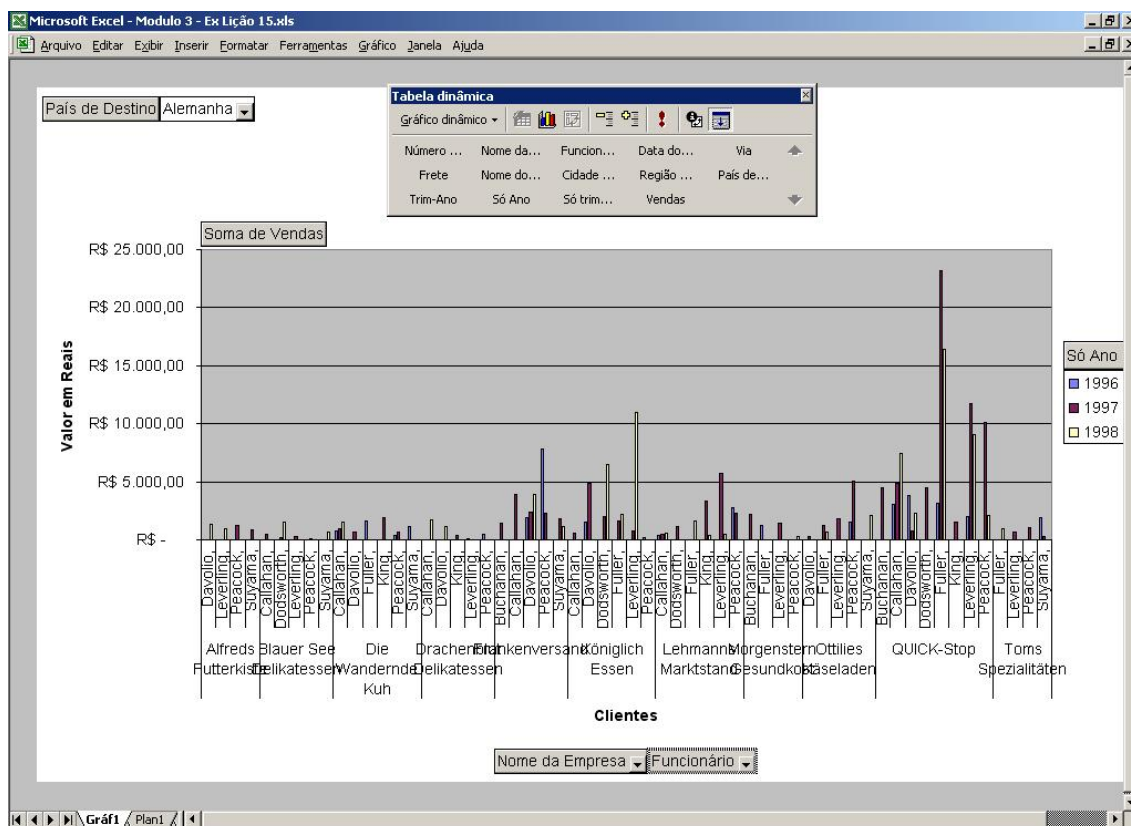 Microsoft Excel - Modulo 3 - Ex Lição 15.xls
Arquivo Editar Exibir Inserir Formatar Ferramentas Gráfico Janela Ajuda
País de Destino Alemanha
Tabela dinâmica
Gráfico dinâmico
Número ... Nome da... Funcion... Data do... Via
Frete Nome do... Cidade ... Região ... País de...
Trim-Ano Só Ano Só trim... Vendas
Soma de Vendas
R$ 25.000,00
R$ 20.000,00
R$ 15.000,00
R$ 10.000,00
R$ 5.000,00
R$ -
Valor em Reais
Só Ano
1996
1997
1998
Davolio,
Leverling,
Peacock,
Suyama,
Callahan,
Dodsworth,
Leverling,
Peacock,
Suyama,
Callahan,
Davolio,
Fuller,
King,
Peacock,
Suyama,
Callahan,
Davolio,
King,
Leverling,
Peacock,
Buchanan,
Callahan,
Davolio,
Peacock,
Suyama,
Callahan,
Davolio,
Dodsworth,
Fuller,
Leverling,
Peacock,
Callahan,
Dodsworth,
Fuller,
King,
Leverling,
Peacock,
Buchanan,
Fuller,
Leverling,
Peacock,
Davolio,
Fuller,
Leverling,
Peacock,
Suyama,
Buchanan,
Callahan,
Davolio,
Dodsworth,
Fuller,
King,
Leverling,
Peacock,
Fuller,
Leverling,
Peacock,
Suyama,
Alfreds
Futterkiste
Blauer See
Delikatessen
Die
Wandernde
Kuh
Drachenblut
Delikatessen
Frankenversand
Königlich
Essen
Lehmanns
Marktstand
Morgenstern
Gesundkost
Ottilies
Käseladen
QUICK-Stop
Toms
Spezialitäten
Clientes
Nome da Empresa Funcionário
Gráf1 Plan1